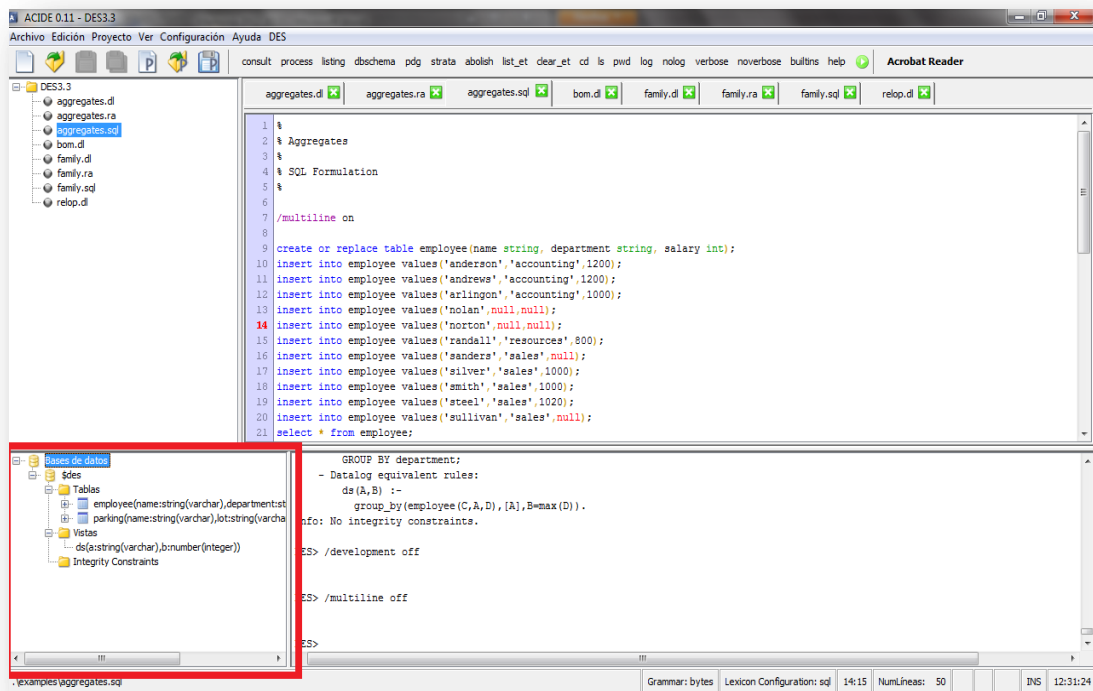 ACIDE 0.11 - DES3.3
Archivo Edición Proyecto Ver Configuración Ayuda DES
consult process listing dbschema pdg strata abolish list_et clear_et cd ls pwd log nolog verbose noverbose builtins help Acrobat Reader
DES3.3
aggregates.dl
aggregates.ra
aggregates.sql
bom.dl
family.dl
family.ra
family.sql
relop.dl
aggregates.dl aggregates.ra aggregates.sql bom.dl family.dl family.ra family.sql relop.dl
1 %
2 % Aggregates
3 %
4 % SQL Formulation
5 %
6
7 /multiline on
8
9 create or replace table employee(name string, department string, salary int);
10 insert into employee values('anderson','accounting',1200);
11 insert into employee values('andrews','accounting',1200);
12 insert into employee values('arlingon','accounting',1000);
13 insert into employee values('nolan',null,null);
14 insert into employee values('norton',null,null);
15 insert into employee values('randall','resources',800);
16 insert into employee values('sanders','sales',null);
17 insert into employee values('silver','sales',1000);
18 insert into employee values('smith','sales',1000);
19 insert into employee values('steel','sales',1020);
20 insert into employee values('sullivan','sales',null);
21 select * from employee;
Bases de datos
$des
Tablas
employee(name:string(varchar),department:st
parking(name:string(varchar),lot:string(varcha
Vistas
ds(a:string(varchar),b:number(integer))
Integrity Constraints
GROUP BY department;
- Datalog equivalent rules:
ds(A,B) :-
group_by(employee(C,A,D),[A],B=max(D)).
nfo: No integrity constraints.
ES> /development off
ES> /multiline off
ES>
.\examples\aggregates.sql Grammar: bytes Lexicon Configuration: sql 14:15 NumLíneas: 50 INS 12:31:24